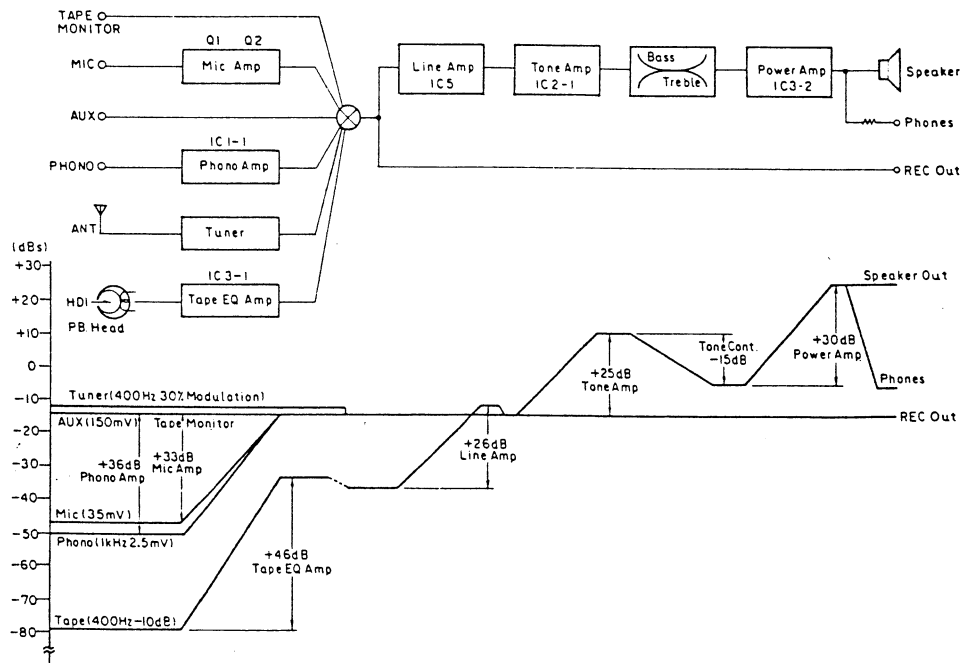 TAPE
MONITOR
MIC
AUX
PHONO
ANT
HDI
P.B. Head
Q1 Q2
Mic Amp
IC1-1
Phono Amp
Tuner
IC3-1
Tape EQ Amp
Line Amp
IC5
Tone Amp
IC2-1
Bass
Treble
Power Amp
IC3-2
Speaker
Phones
REC Out
(dBs)
+30
+20
+10
0
-10
-20
-30
-40
-50
-60
-70
-80
Tuner(400Hz 30% Modulation)
AUX(150mV)
Tape Monitor
+36dB
Phono Amp
+33dB
Mic Amp
Mic(35mV)
Phono(1kHz 2.5mV)
Tape(400Hz-10dB)
+46dB
Tape EQ Amp
+26dB
Line Amp
+25dB
Tone Amp
Tone Cont.
-15dB
+30dB
Power Amp
Speaker Out
Phones
REC Out